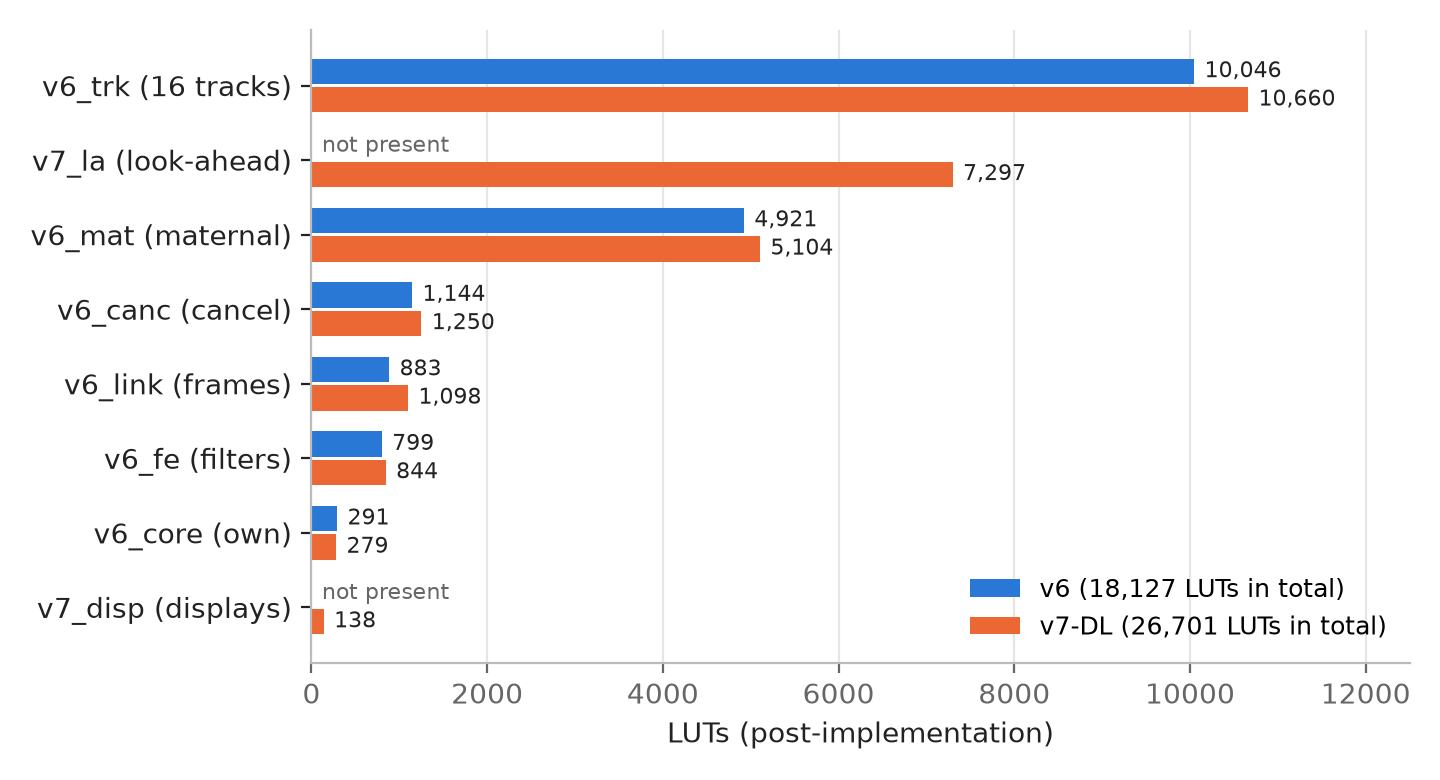 v6_trk (16 tracks)
10,046
10,660
v7_la (look-ahead)
not present
7,297
v6_mat (maternal)
4,921
5,104
v6_canc (cancel)
1,144
1,250
v6_link (frames)
883
1,098
v6_fe (filters)
799
844
v6_core (own)
291
279
v7_disp (displays)
not present
138
v6 (18,127 LUTs in total)
v7-DL (26,701 LUTs in total)
0 2000 4000 6000 8000 10000 12000
LUTs (post-implementation)